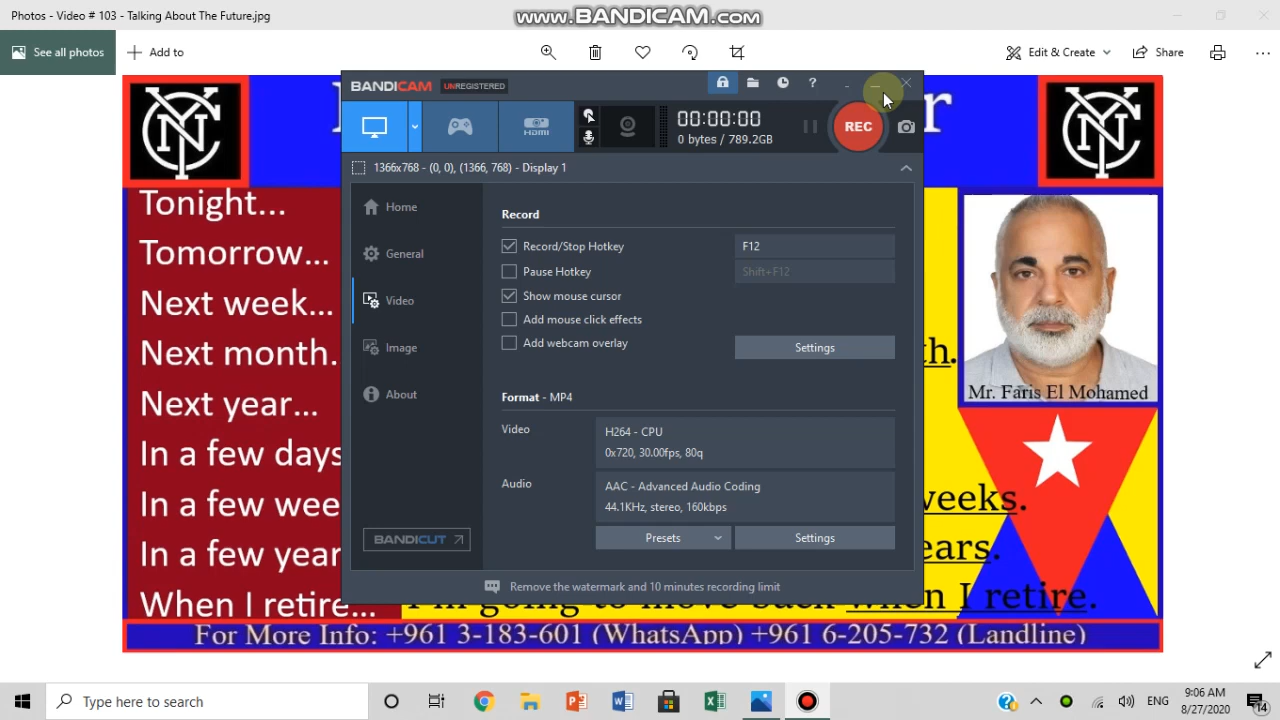 Photos - Video # 103 - Talking About The Future.jpg
www.BANDICAM.com
See all photos
Add to
Edit & Create
Share
BANDICAM UNREGISTERED
?
r
HDMI
00:00:00
0 bytes / 789.2GB
REC
1366x768 - (0, 0), (1366, 768) - Display 1
Home
General
Video
Image
About
BANDICUT
Record
Record/Stop Hotkey
F12
Pause Hotkey
Shift+F12
Show mouse cursor
Add mouse click effects
Add webcam overlay
Settings
Format - MP4
Video
H264 - CPU
0x720, 30.00fps, 80q
Audio
AAC - Advanced Audio Coding
44.1KHz, stereo, 160kbps
Presets
Settings
Remove the watermark and 10 minutes recording limit
Tonight...
Tomorrow...
Next week...
Next month.
Next year...
In a few days
In a few wee
In a few year
When I retire...
th.
weeks.
ears.
I'm going to move back when I retire.
Mr. Faris El Mohamed
For More Info: +961 3-183-601 (WhatsApp) +961 6-205-732 (Landline)
Type here to search
ENG
9:06 AM
8/27/2020
14